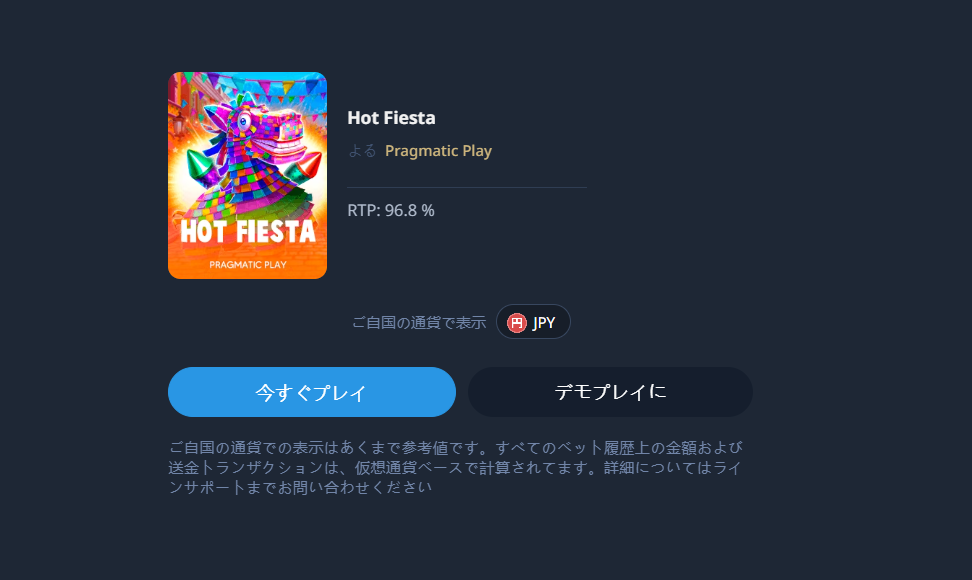 Hot Fiesta
よる Pragmatic Play
RTP: 96.8 %
HOT FIESTA
PRAGMATIC PLAY
ご自国の通貨で表示 円 JPY
今すぐプレイ
デモプレイに
ご自国の通貨での表示はあくまで参考値です。すべてのベット履歴上の金額および
送金トランザクションは、仮想通貨ベースで計算されてます。詳細についてはライ
ンサポートまでお問い合わせください